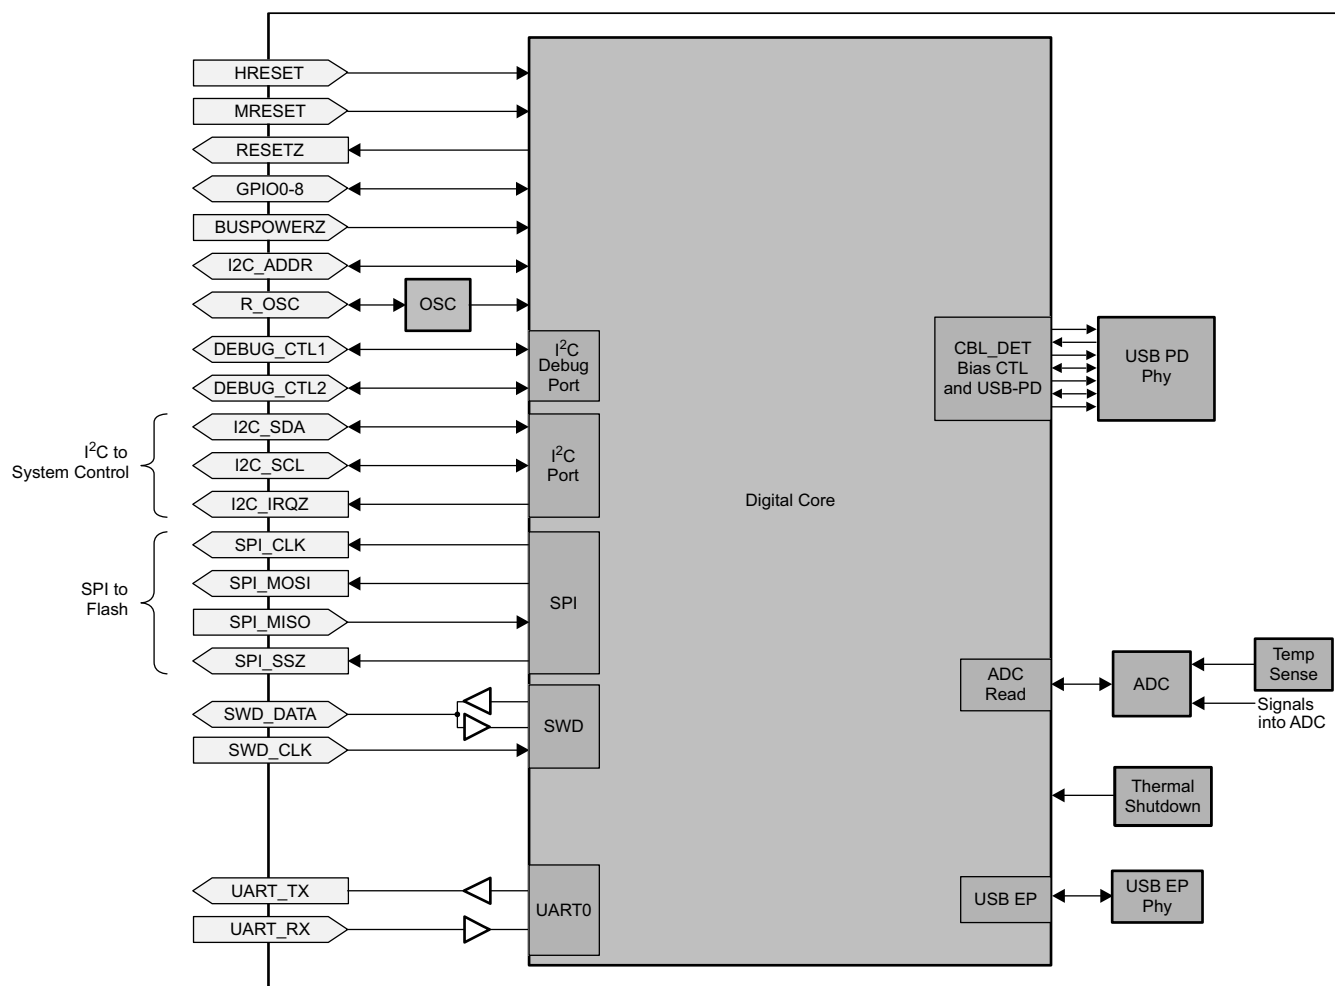 HRESET
MRESET
RESETZ
GPIO0-8
BUSPOWERZ
I2C_ADDR
R_OSC
OSC
DEBUG_CTL1
DEBUG_CTL2
I²C
Debug
Port
I²C to
System Control
I2C_SDA
I2C_SCL
I2C_IRQZ
I²C
Port
SPI to
Flash
SPI_CLK
SPI_MOSI
SPI_MISO
SPI_SSZ
SPI
SWD_DATA
SWD_CLK
SWD
UART_TX
UART_RX
UART0
Digital Core
CBL_DET
Bias CTL
and USB-PD
USB PD
Phy
ADC
Read
ADC
Temp
Sense
Signals
into ADC
Thermal
Shutdown
USB EP
USB EP
Phy